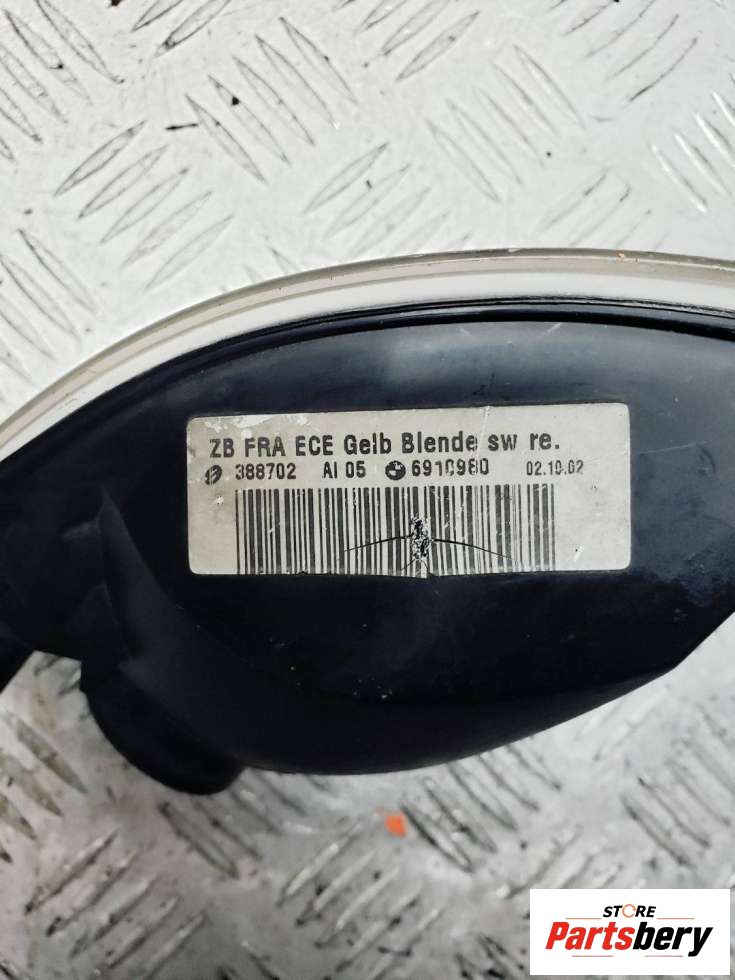 ZB FRA ECE Gelb Blende sw re.
388702 AI 05 6910980 02.10.02
STORE
Partsbery